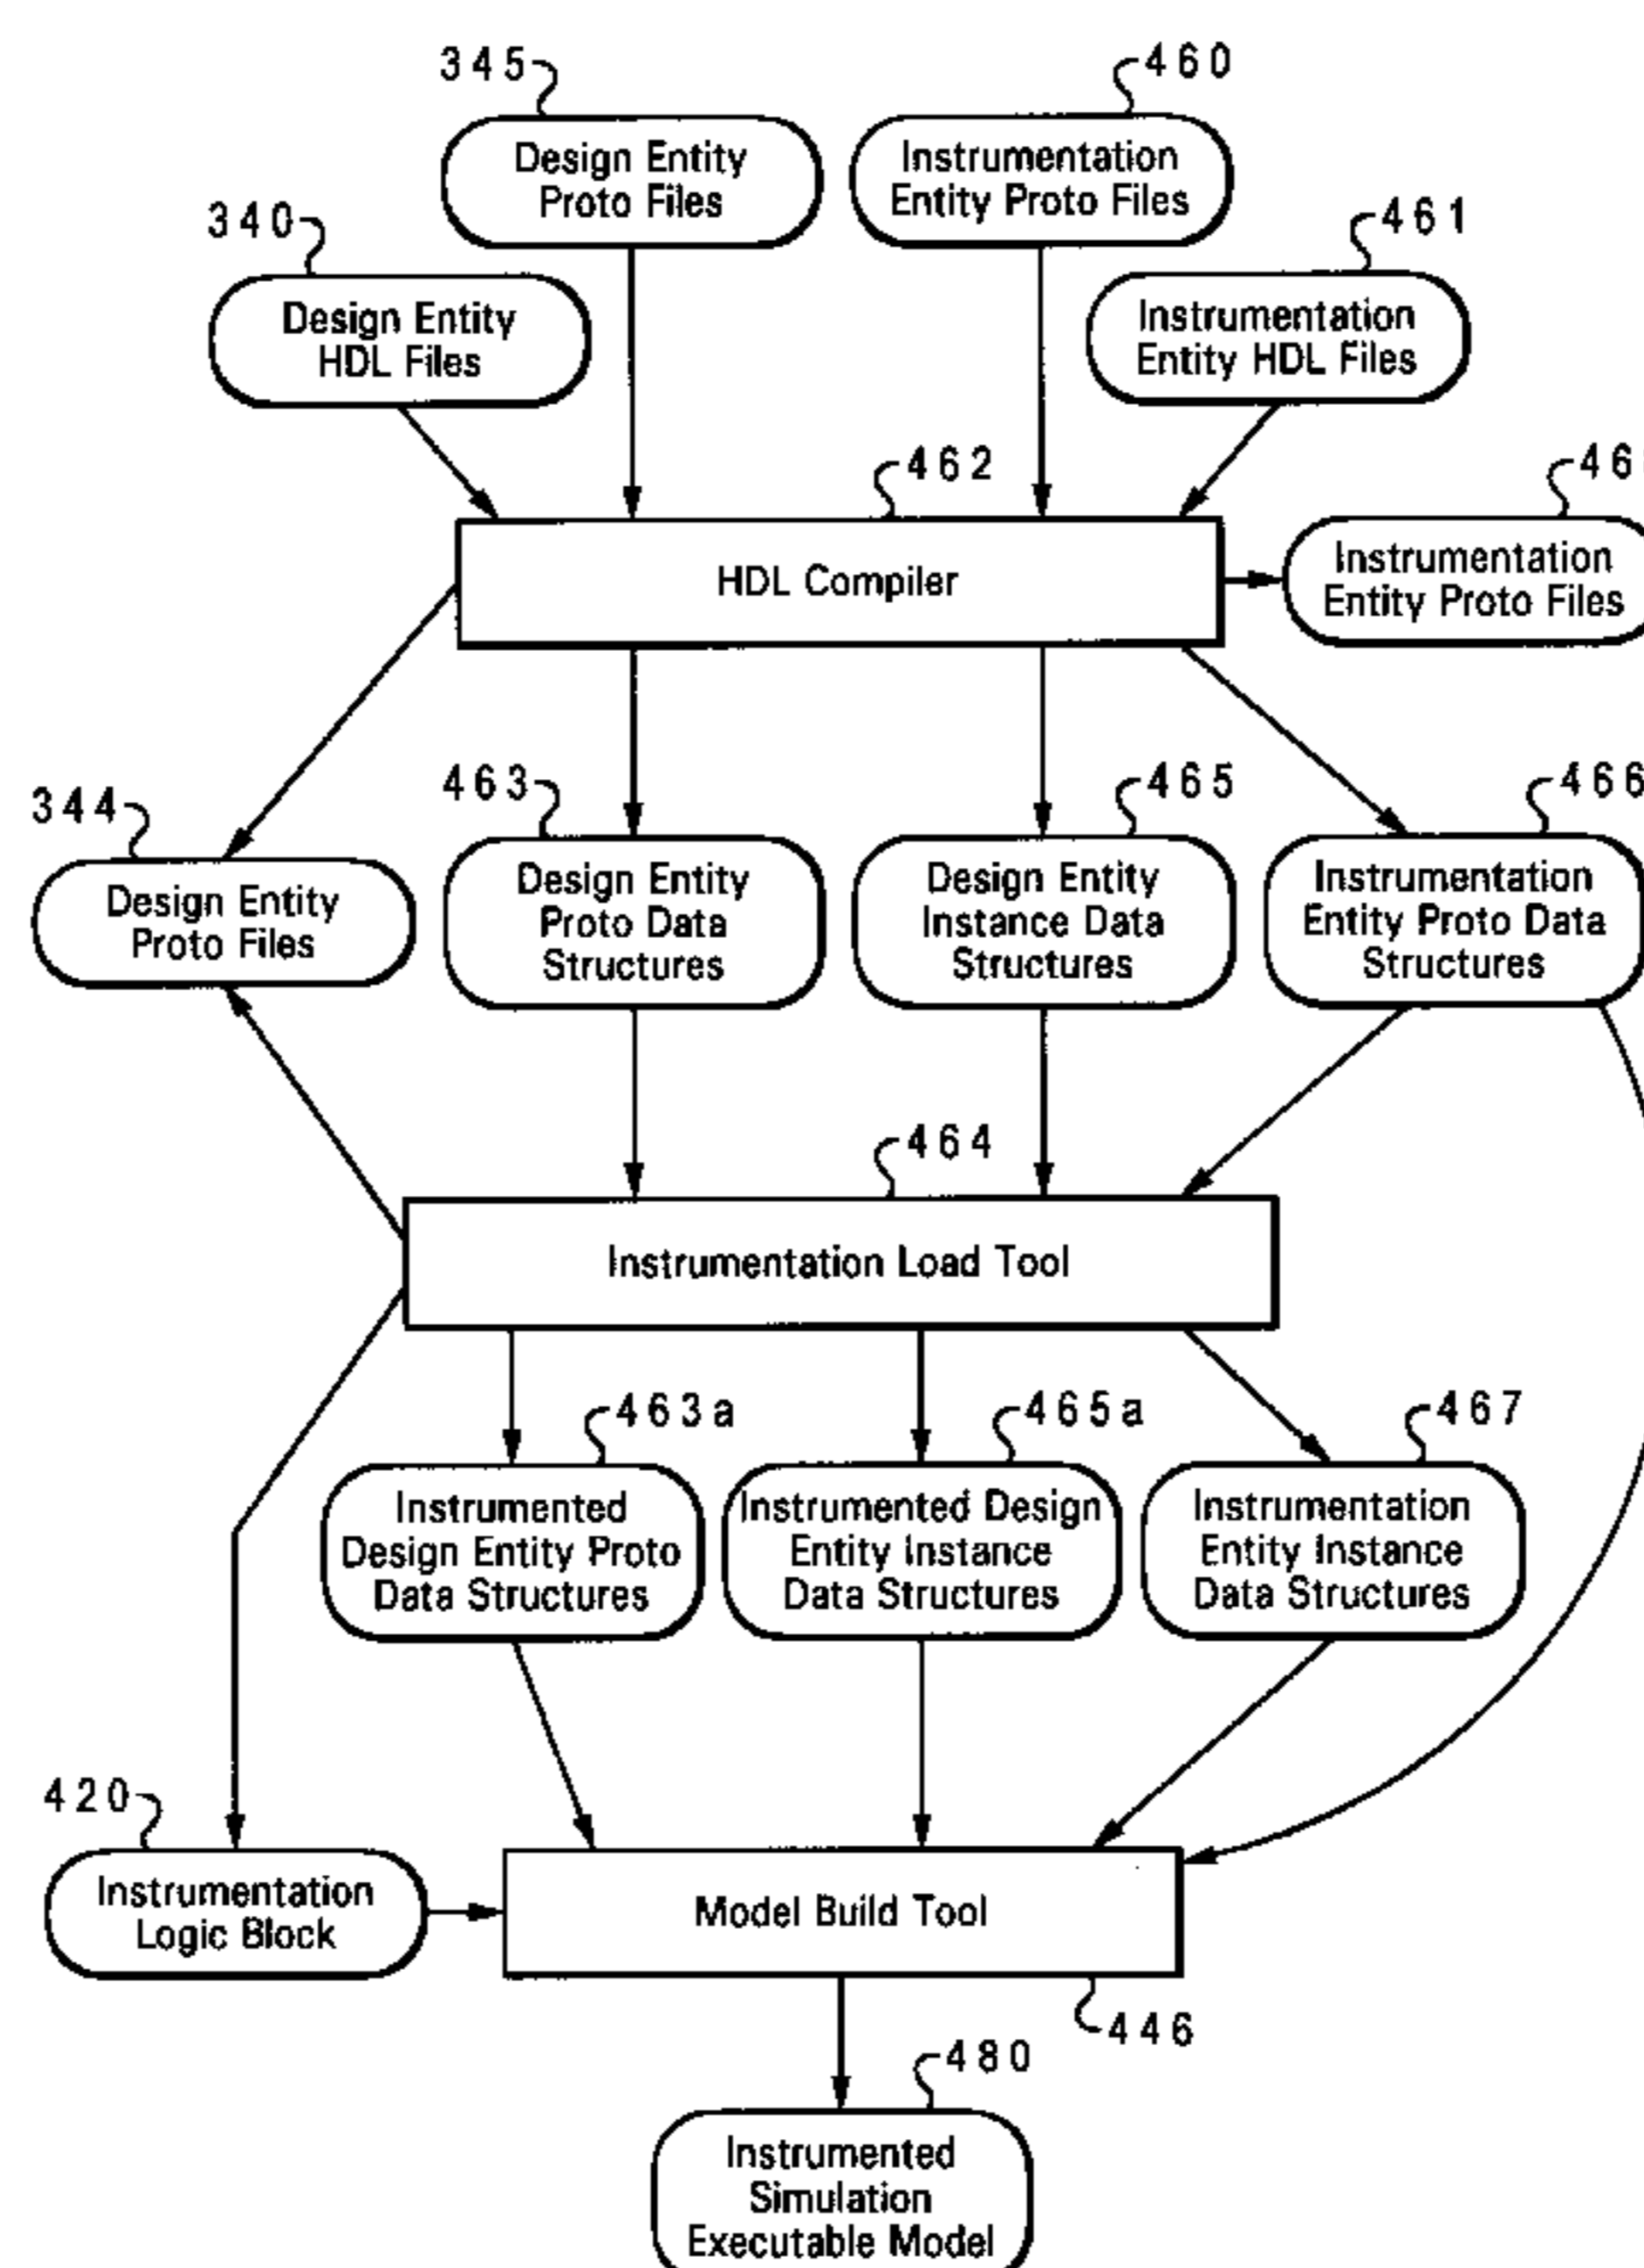 345
460
Design Entity
Proto Files
Instrumentation
Entity Proto Files
340
461
Design Entity
HDL Files
Instrumentation
Entity HDL Files
462
HDL Compiler
Instrumentation
Entity Proto Files
344
463
465
466
Design Entity
Proto Files
Design Entity
Proto Data
Structures
Design Entity
Instance Data
Structures
Instrumentation
Entity Proto Data
Structures
464
Instrumentation Load Tool
463a
465a
467
Instrumented
Design Entity Proto
Data Structures
Instrumented Design
Entity Instance
Data Structures
Instrumentation
Entity Instance
Data Structures
420
Instrumentation
Logic Block
Model Build Tool
446
480
Instrumented
Simulation
Executable Model